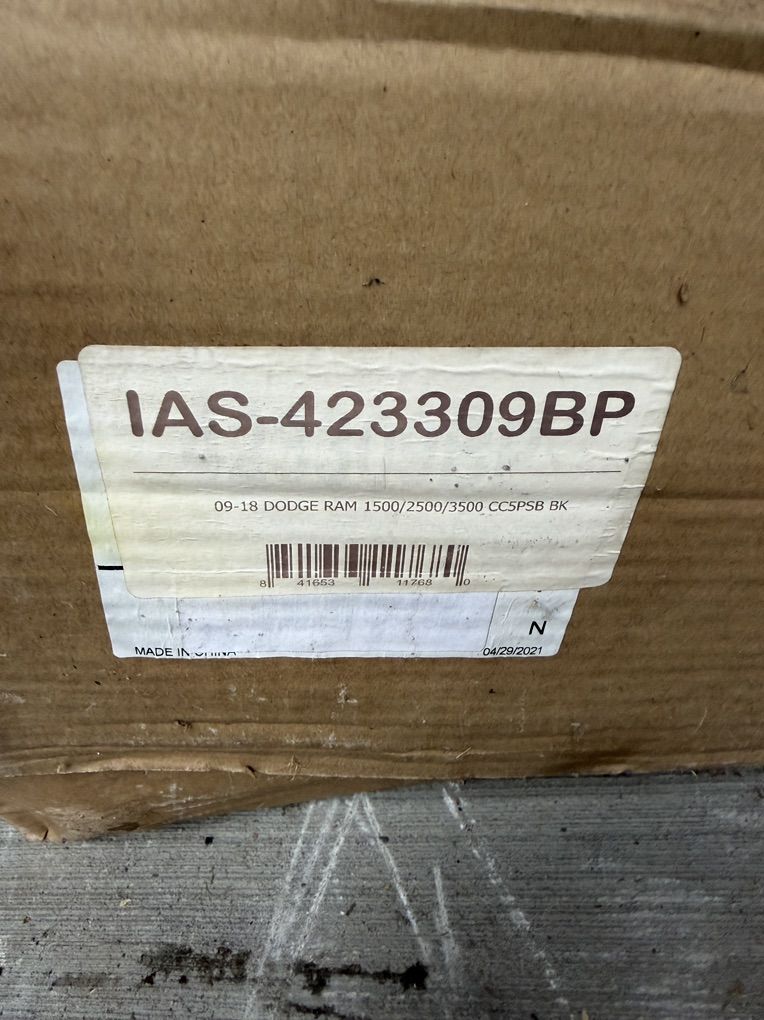 IAS-423309BP
09-18 DODGE RAM 1500/2500/3500 CC5PSB BK
8 41653 11768 0
N
MADE IN CHINA 04/29/2021